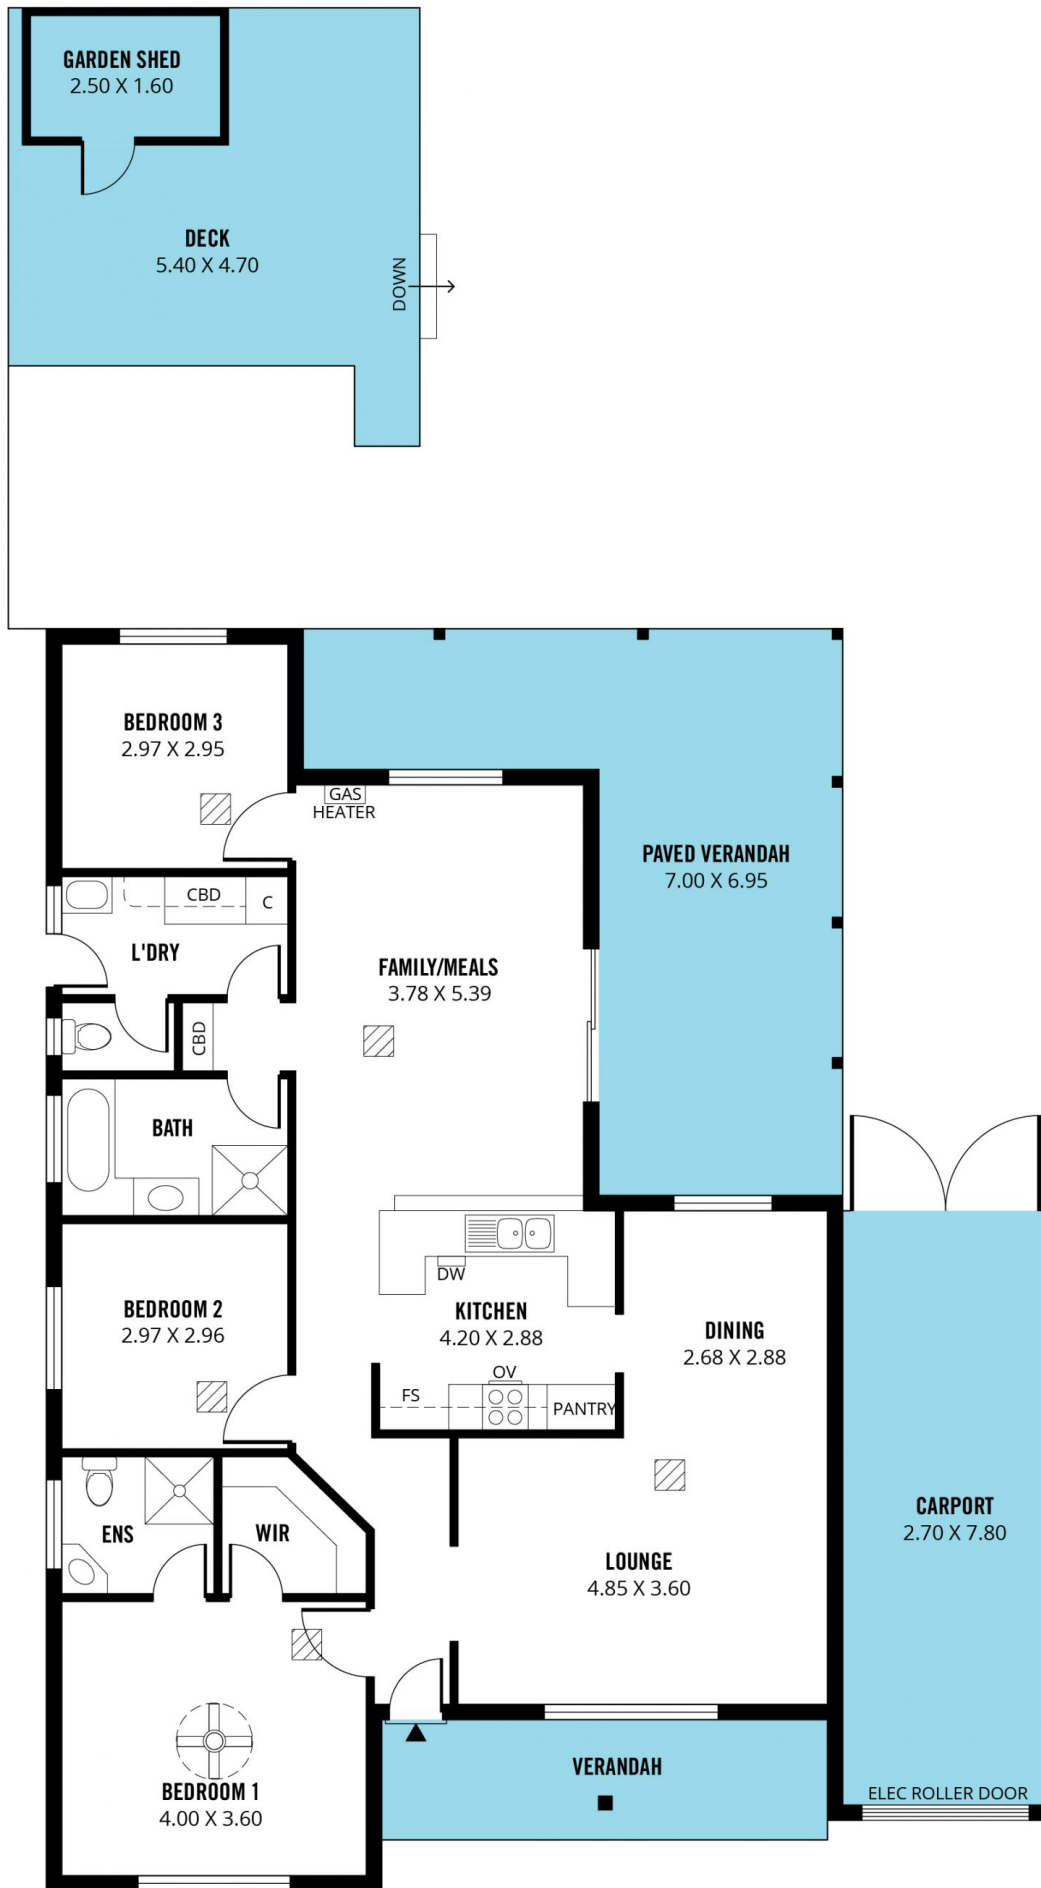 GARDEN SHED
2.50 X 1.60
DECK
5.40 X 4.70
DOWN
BEDROOM 3
2.97 X 2.95
GAS
HEATER
PAVED VERANDAH
7.00 X 6.95
CBD
C
L'DRY
FAMILY/MEALS
3.78 X 5.39
CBD
BATH
DW
BEDROOM 2
2.97 X 2.96
KITCHEN
4.20 X 2.88
DINING
2.68 X 2.88
OV
FS
PANTRY
ENS
WIR
LOUNGE
4.85 X 3.60
CARPORT
2.70 X 7.80
VERANDAH
BEDROOM 1
4.00 X 3.60
ELEC ROLLER DOOR